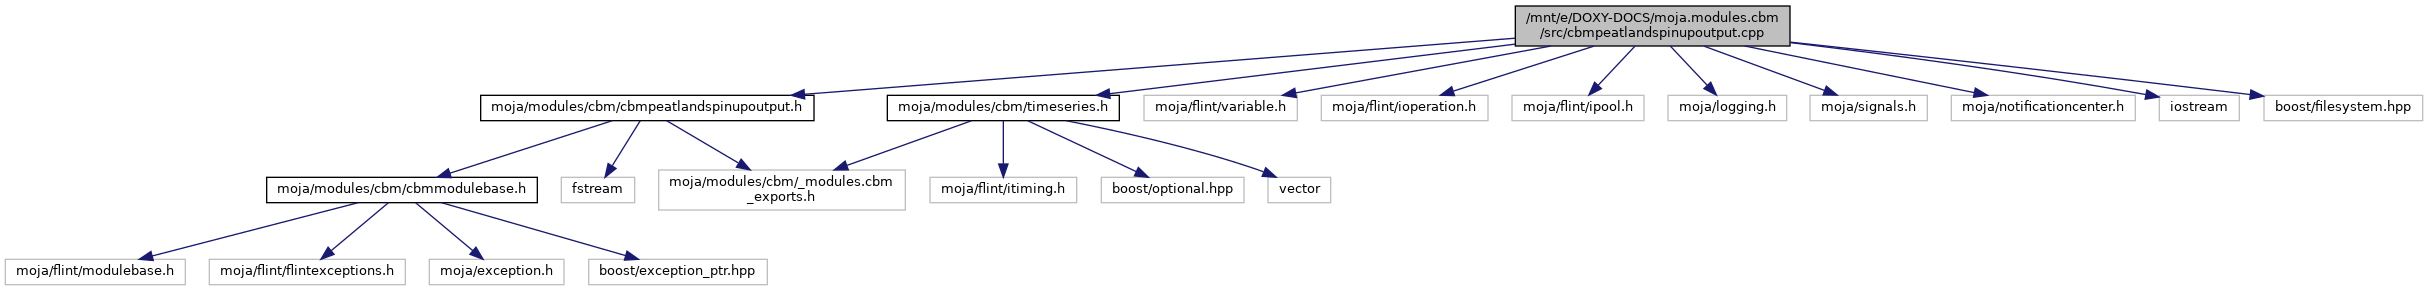 /mnt/e/DOXY-DOCS/moja.modules.cbm
/src/cbmpeatlandspinupoutput.cpp
moja/modules/cbm/cbmpeatlandspinupoutput.h
moja/modules/cbm/timeseries.h
moja/flint/variable.h
moja/flint/ioperation.h
moja/flint/ipool.h
moja/logging.h
moja/signals.h
moja/notificationcenter.h
iostream
boost/filesystem.hpp
moja/modules/cbm/cbmmodulebase.h
fstream
moja/modules/cbm/_modules.cbm
_exports.h
moja/flint/itiming.h
boost/optional.hpp
vector
moja/flint/modulebase.h
moja/flint/flintexceptions.h
moja/exception.h
boost/exception_ptr.hpp